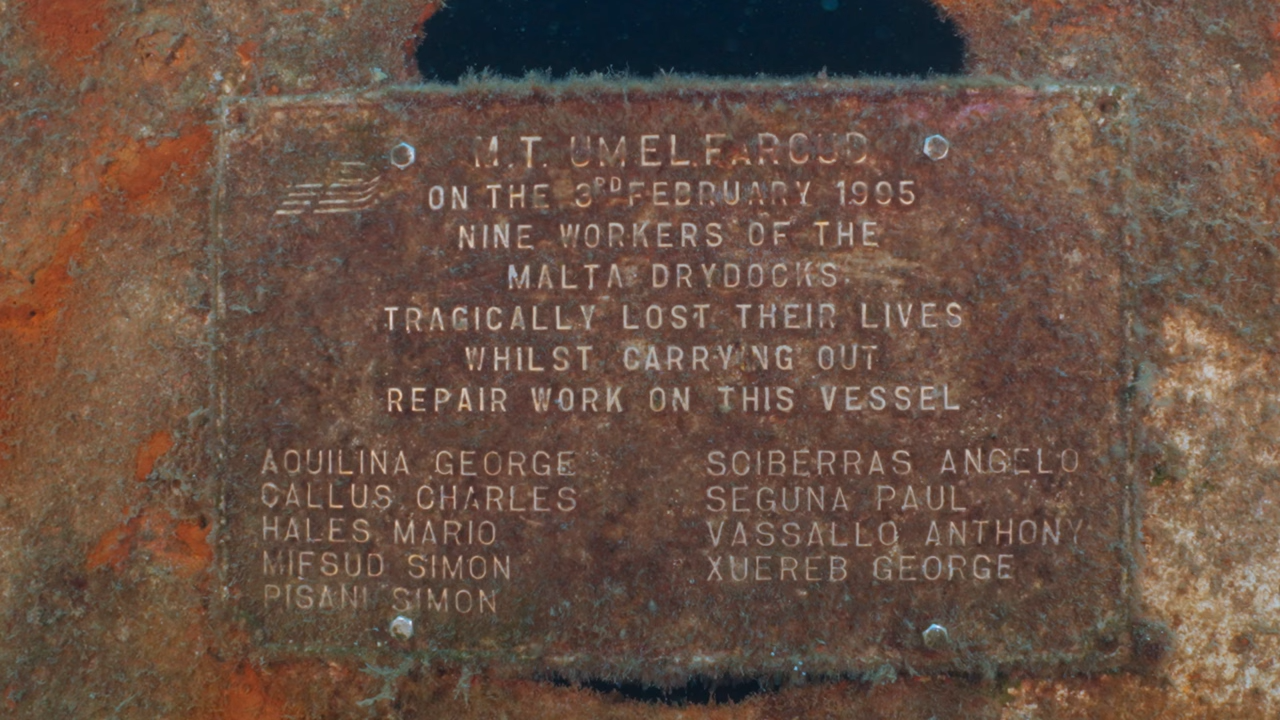 M.T. UM EL FAROUD
ON THE 3RD FEBRUARY 1995
NINE WORKERS OF THE
MALTA DRYDOCKS
TRAGICALLY LOST THEIR LIVES
WHILST CARRYING OUT
REPAIR WORK ON THIS VESSEL
AQUILINA GEORGE
CALLUS CHARLES
HALES MARIO
MIFSUD SIMON
PISANI SIMON
SCIBERRAS ANGELO
SEGUNA PAUL
VASSALLO ANTHONY
XUEREB GEORGE